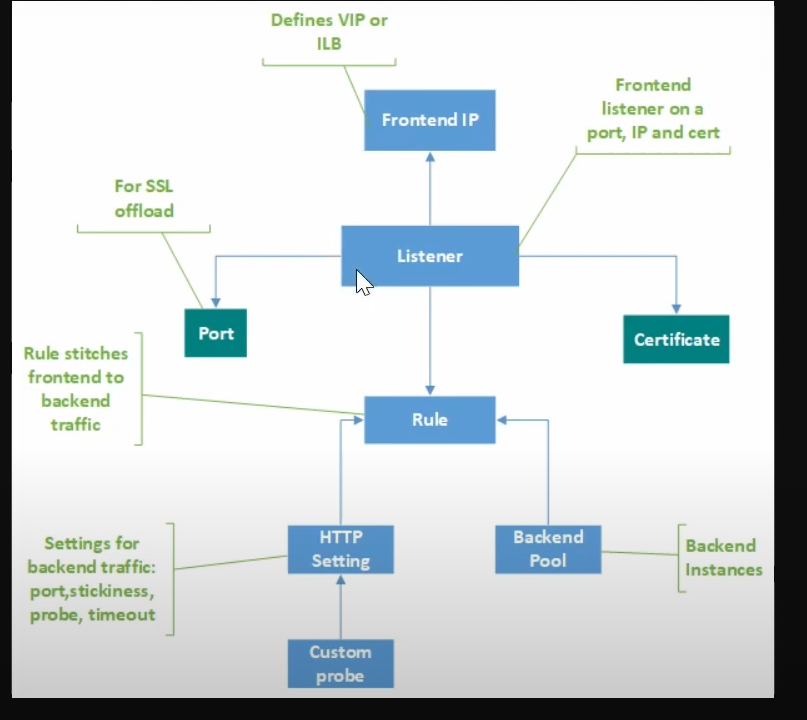 Defines VIP or
ILB
Frontend IP
Frontend
listener on a
port, IP and cert
For SSL
offload
Listener
Port
Certificate
Rule stitches
frontend to
backend
traffic
Rule
HTTP
Setting
Backend
Pool
Settings for
backend traffic:
port,stickiness,
probe, timeout
Backend
Instances
Custom
probe